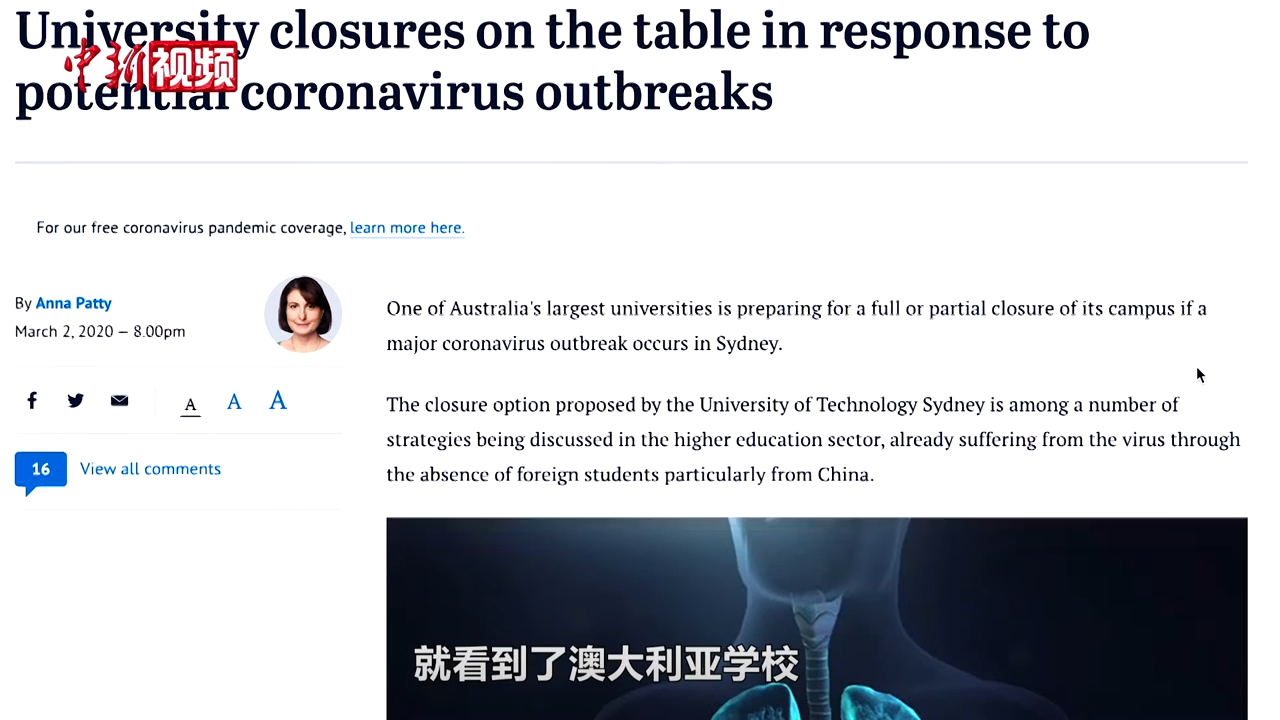 University closures on the table in response to
potential coronavirus outbreaks
中新视频
For our free coronavirus pandemic coverage, learn more here.
By Anna Patty
March 2, 2020 – 8.00pm
A A A
16 View all comments
One of Australia's largest universities is preparing for a full or partial closure of its campus if a
major coronavirus outbreak occurs in Sydney.
The closure option proposed by the University of Technology Sydney is among a number of
strategies being discussed in the higher education sector, already suffering from the virus through
the absence of foreign students particularly from China.
就看到了澳大利亚学校